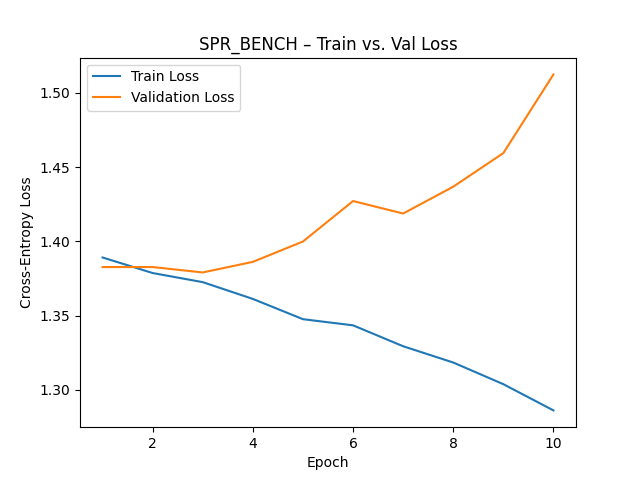 SPR_BENCH – Train vs. Val Loss
Train Loss
Validation Loss
Cross-Entropy Loss
1.50
1.45
1.40
1.35
1.30
2 4 6 8 10
Epoch